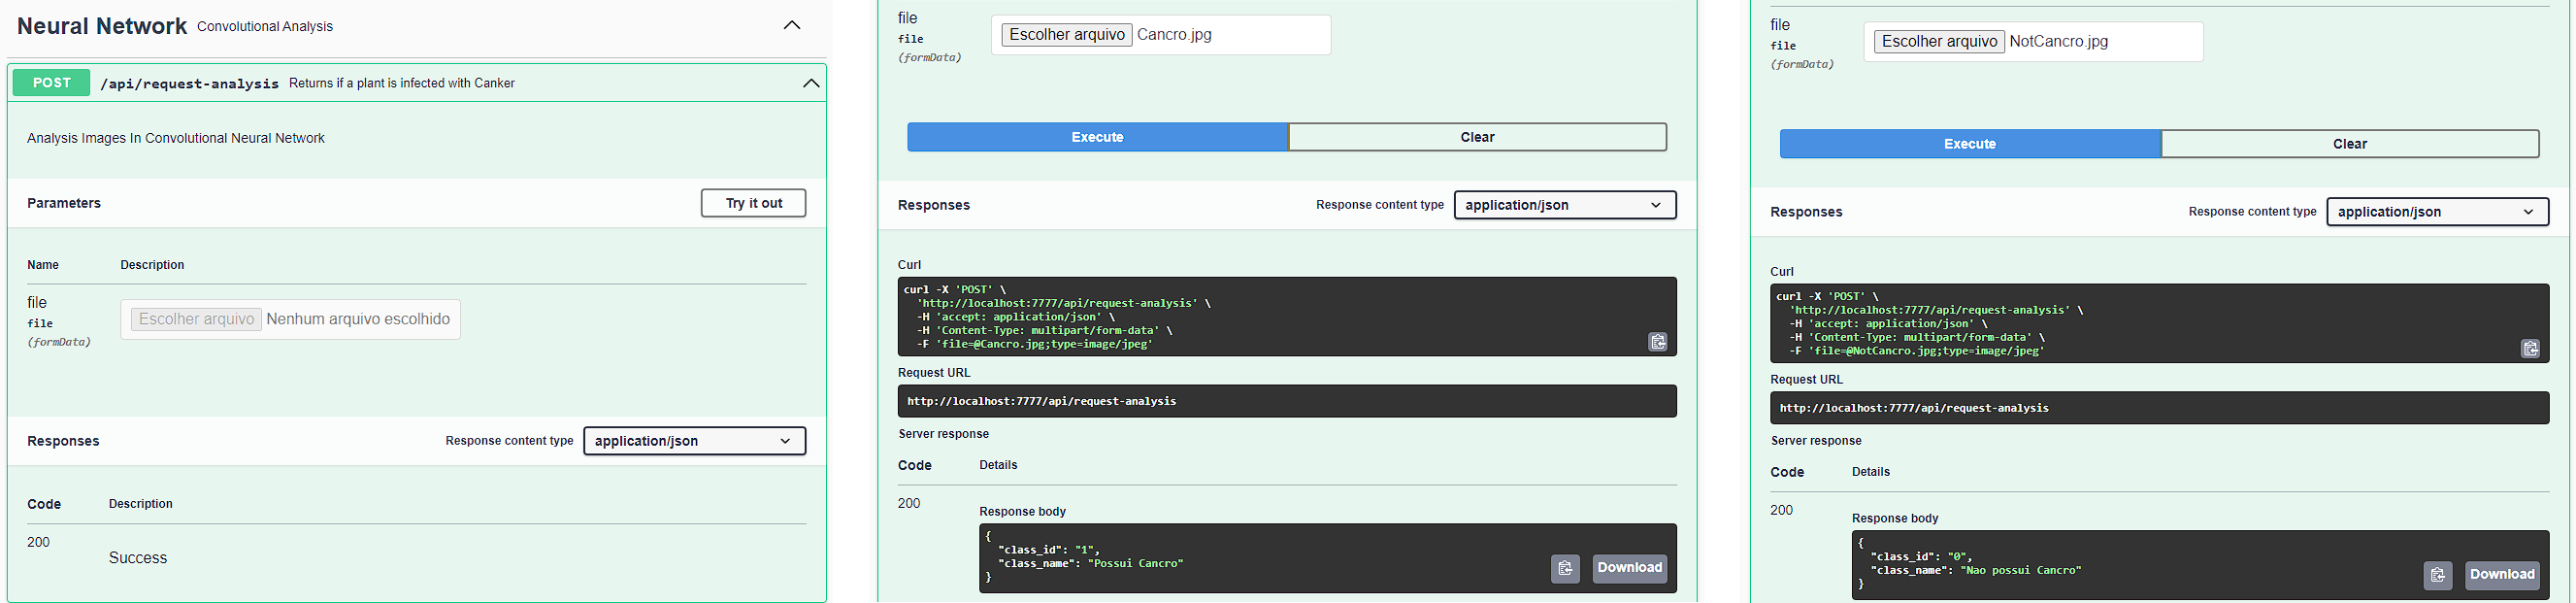 Neural Network Convolutional Analysis
POST /api/request-analysis Returns if a plant is infected with Canker
Analysis Images In Convolutional Neural Network
Parameters Try it out
Name Description
file
file
(formData)
Escolher arquivo Nenhum arquivo escolhido
Responses Response content type application/json
Code Description
200
Success
file
file
(formData)
Escolher arquivo Cancro.jpg
Execute Clear
Responses Response content type application/json
Curl
curl -X 'POST' \
'http://localhost:7777/api/request-analysis' \
-H 'accept: application/json' \
-H 'Content-Type: multipart/form-data' \
-F 'file=@Cancro.jpg;type=image/jpeg'
Request URL
http://localhost:7777/api/request-analysis
Server response
Code Details
200
Response body
{
"class_id": "1",
"class_name": "Possui Cancro"
}
Download
file
file
(formData)
Escolher arquivo NotCancro.jpg
Execute Clear
Responses Response content type application/json
Curl
curl -X 'POST' \
'http://localhost:7777/api/request-analysis' \
-H 'accept: application/json' \
-H 'Content-Type: multipart/form-data' \
-F 'file=@NotCancro.jpg;type=image/jpeg'
Request URL
http://localhost:7777/api/request-analysis
Server response
Code Details
200
Response body
{
"class_id": "0",
"class_name": "Nao possui Cancro"
}
Download